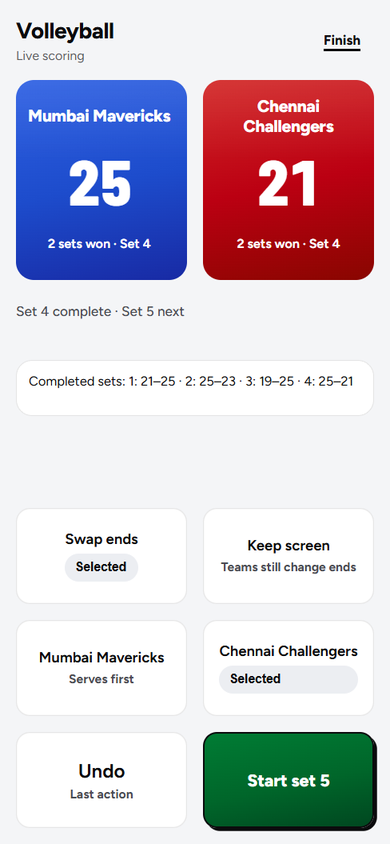 Volleyball
Live scoring
Finish
Mumbai Mavericks
25
2 sets won · Set 4
Chennai
Challengers
21
2 sets won · Set 4
Set 4 complete · Set 5 next
Completed sets: 1: 21–25 · 2: 25–23 · 3: 19–25 · 4: 25–21
Swap ends
Selected
Keep screen
Teams still change ends
Mumbai Mavericks
Serves first
Chennai Challengers
Selected
Undo
Last action
Start set 5